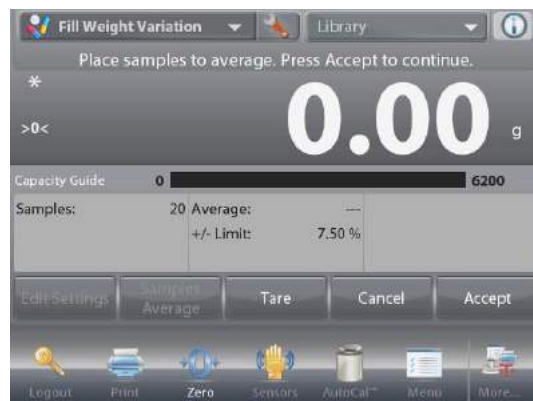 Fill Weight Variation
Library
Place samples to average. Press Accept to continue.
*
>0<
0.00 g
Capacity Guide 0 6200
Samples: 20 Average: ---
+/- Limit: 7.50 %
Edit Settings Samples Average Tare Cancel Accept
Logout Print Zero Sensors AutoCal™ Menu More...